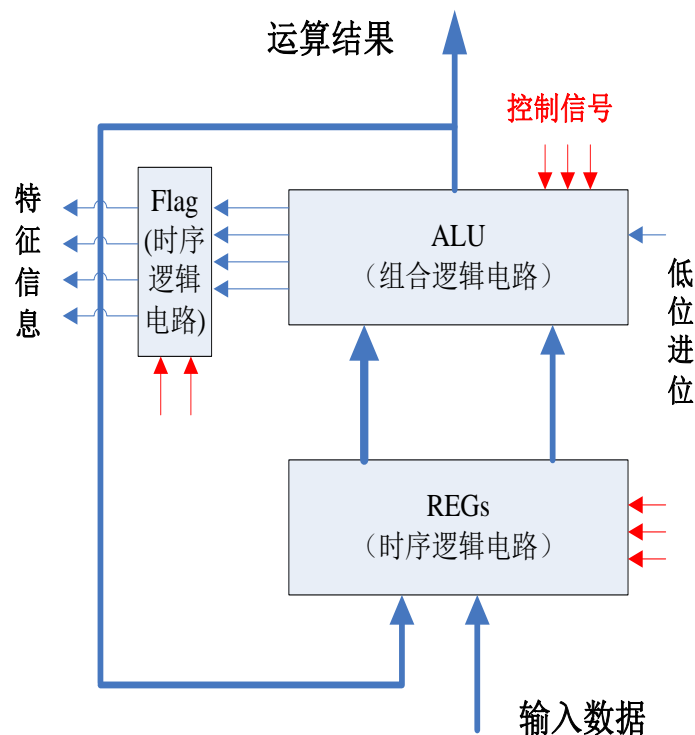 运算结果
控制信号
特征信息
Flag
(时序
逻辑
电路)
ALU
（组合逻辑电路）
低位进位
REGs
（时序逻辑电路）
输入数据